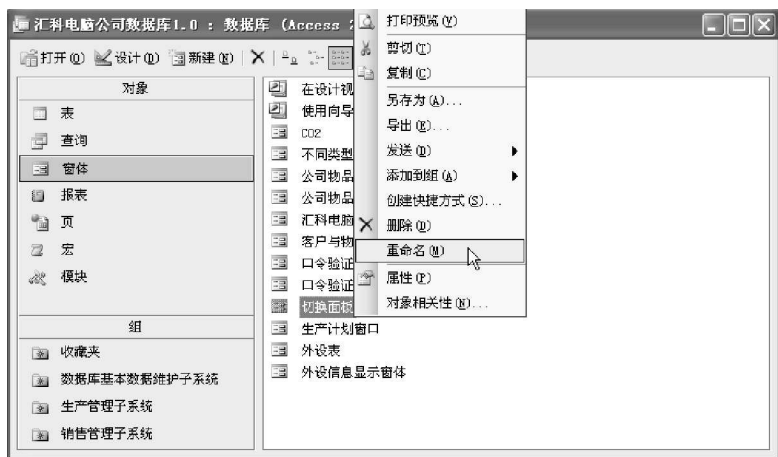 汇科电脑公司数据库1.0 : 数据库 (Access 2
打开(O) 设计(D) 新建(N)
对象
表
查询
窗体
报表
页
宏
模块
组
收藏夹
数据库基本数据维护子系统
生产管理子系统
销售管理子系统
在设计视
使用向导
CO2
不同类型
公司物品
公司物品
汇科电脑
客户与物
口令验证
口令验证
切换面板
生产计划窗口
外设表
外设信息显示窗体
打印预览(V)
剪切(T)
复制(C)
另存为(A)...
导出(E)...
发送(D)
添加到组(A)
创建快捷方式(S)...
删除(D)
重命名(M)
属性(P)
对象相关性(N)...